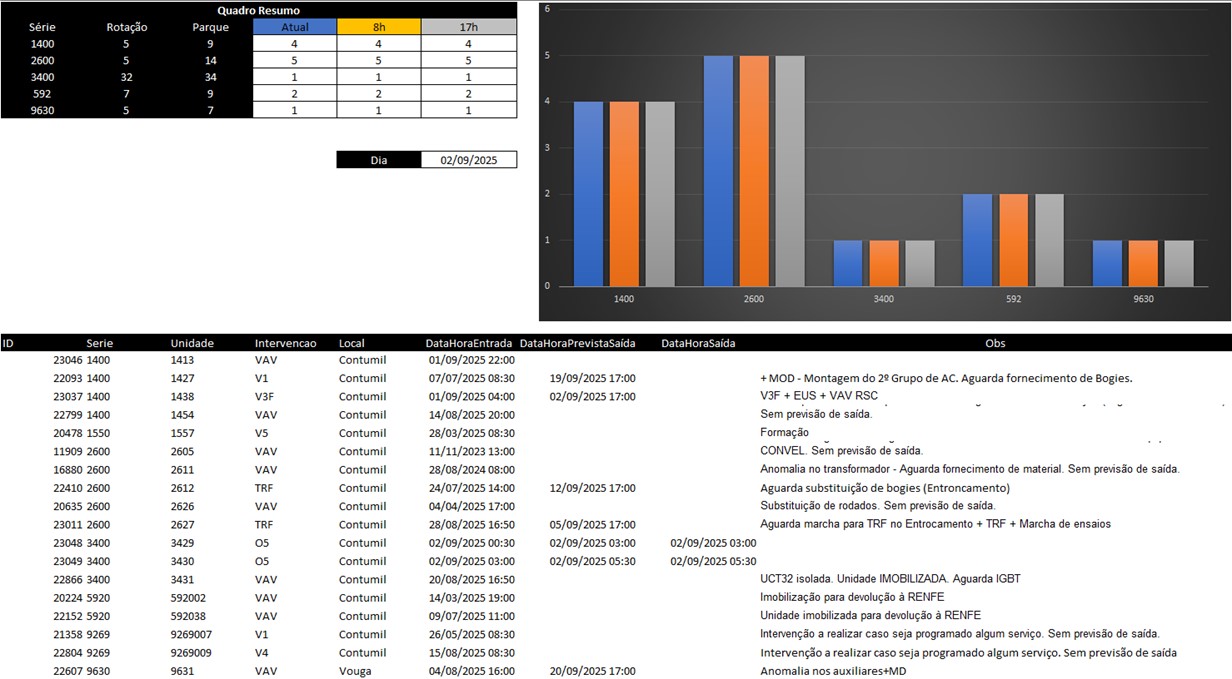 Quadro Resumo
Série Rotação Parque Atual 8h 17h
1400 5 9 4 4 4
2600 5 14 5 5 5
3400 32 34 1 1 1
592 7 9 2 2 2
9630 5 7 1 1 1
Dia 02/09/2025
6
5
4
3
2
1
0
1400 2600 3400 592 9630
ID Serie Unidade Intervencao Local DataHoraEntrada DataHoraPrevistaSaída DataHoraSaída Obs
23046 1400 1413 VAV Contumil 01/09/2025 22:00
22093 1400 1427 V1 Contumil 07/07/2025 08:30 19/09/2025 17:00 + MOD - Montagem do 2º Grupo de AC. Aguarda fornecimento de Bogies.
23037 1400 1438 V3F Contumil 01/09/2025 04:00 02/09/2025 17:00 V3F + EUS + VAV RSC
22799 1400 1454 VAV Contumil 14/08/2025 20:00 Sem previsão de saída.
20478 1550 1557 V5 Contumil 28/03/2025 08:30 Formação
11909 2600 2605 VAV Contumil 11/11/2023 13:00 CONVEL. Sem previsão de saída.
16880 2600 2611 VAV Contumil 28/08/2024 08:00 Anomalia no transformador - Aguarda fornecimento de material. Sem previsão de saída.
22410 2600 2612 TRF Contumil 24/07/2025 14:00 12/09/2025 17:00 Aguarda substituição de bogies (Entroncamento)
20635 2600 2626 VAV Contumil 04/04/2025 17:00 Substituição de rodados. Sem previsão de saída.
23011 2600 2627 TRF Contumil 28/08/2025 16:50 05/09/2025 17:00 Aguarda marcha para TRF no Entrocamento + TRF + Marcha de ensaios
23048 3400 3429 O5 Contumil 02/09/2025 00:30 02/09/2025 03:00 02/09/2025 03:00
23049 3400 3430 O5 Contumil 02/09/2025 03:00 02/09/2025 05:30 02/09/2025 05:30
22866 3400 3431 VAV Contumil 20/08/2025 16:50 UCT32 isolada. Unidade IMOBILIZADA. Aguarda IGBT
20224 5920 592002 VAV Contumil 14/03/2025 19:00 Imobilização para devolução à RENFE
22152 5920 592038 VAV Contumil 09/07/2025 11:00 Unidade imobilizada para devolução à RENFE
21358 9269 9269007 V1 Contumil 26/05/2025 08:30 Intervenção a realizar caso seja programado algum serviço. Sem previsão de saída.
22804 9269 9269009 V4 Contumil 15/08/2025 08:30 Intervenção a realizar caso seja programado algum serviço. Sem previsão de saída
22607 9630 9631 VAV Vouga 04/08/2025 16:00 20/09/2025 17:00 Anomalia nos auxiliares+MD